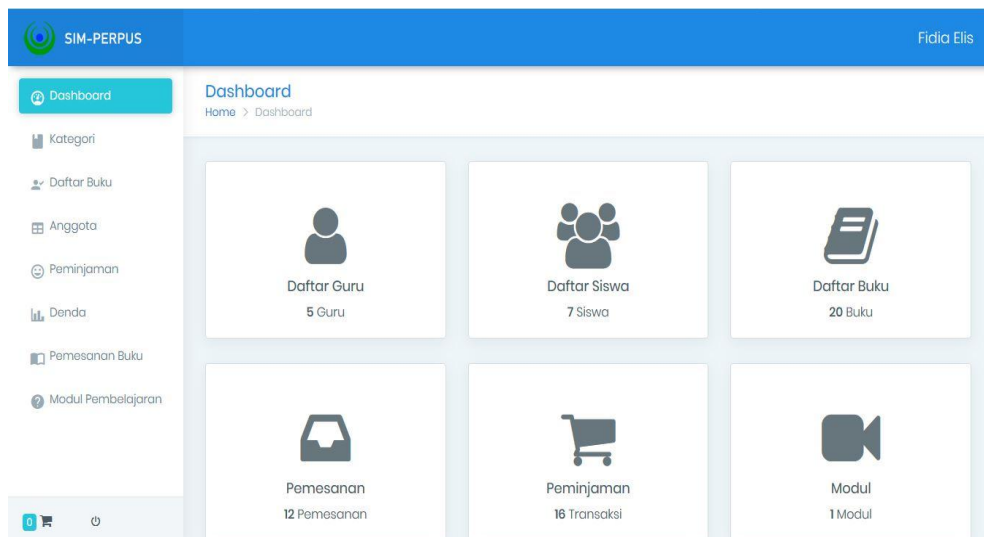 SIM-PERPUS
Fidia Elis
Dashboard
Kategori
Daftar Buku
Anggota
Peminjaman
Denda
Pemesanan Buku
Modul Pembelajaran
0
Dashboard
Home > Dashboard
Daftar Guru
5 Guru
Daftar Siswa
7 Siswa
Daftar Buku
20 Buku
Pemesanan
12 Pemesanan
Peminjaman
16 Transaksi
Modul
1 Modul